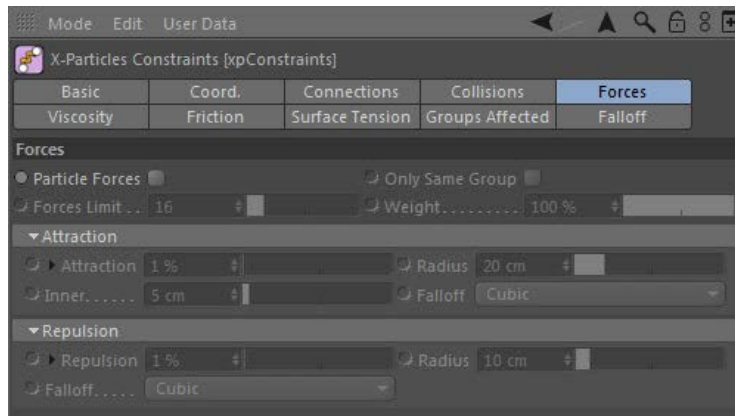 Mode Edit User Data
X-Particles Constraints [xpConstraints]
Basic Coord. Connections Collisions Forces
Viscosity Friction Surface Tension Groups Affected Falloff
Forces
Particle Forces Only Same Group
Forces Limit . . 16 Weight. . . . . . . . . 100 %
Attraction
Attraction 1 % Radius 20 cm
Inner. . . . . . 5 cm Falloff Cubic
Repulsion
Repulsion 1 % Radius 10 cm
Falloff. . . . . Cubic